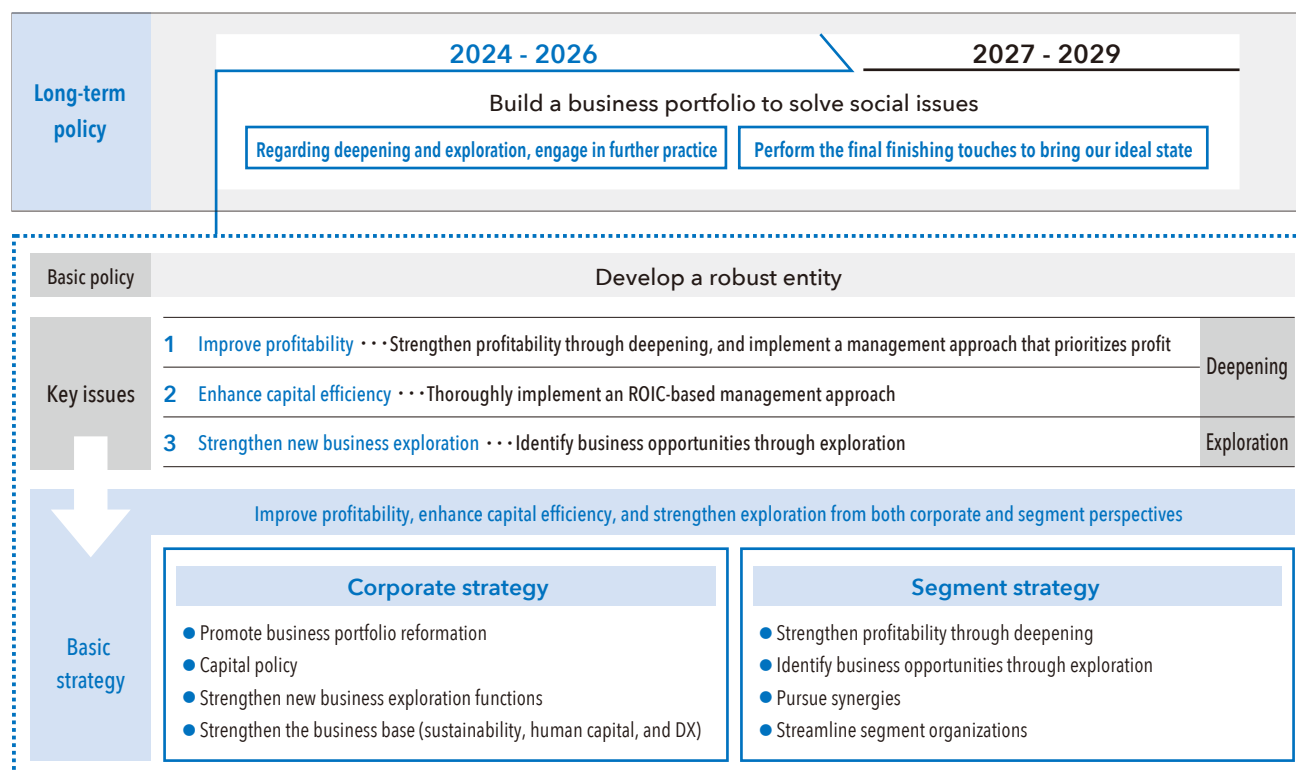 Long-term
policy
2024 - 2026
2027 - 2029
Build a business portfolio to solve social issues
Regarding deepening and exploration, engage in further practice
Perform the final finishing touches to bring our ideal state
Basic policy
Develop a robust entity
Key issues
1 Improve profitability ･･･Strengthen profitability through deepening, and implement a management approach that prioritizes profit
2 Enhance capital efficiency ･･･Thoroughly implement an ROIC-based management approach
Deepening
3 Strengthen new business exploration ･･･Identify business opportunities through exploration
Exploration
Improve profitability, enhance capital efficiency, and strengthen exploration from both corporate and segment perspectives
Basic
strategy
Corporate strategy
● Promote business portfolio reformation
● Capital policy
● Strengthen new business exploration functions
● Strengthen the business base (sustainability, human capital, and DX)
Segment strategy
● Strengthen profitability through deepening
● Identify business opportunities through exploration
● Pursue synergies
● Streamline segment organizations